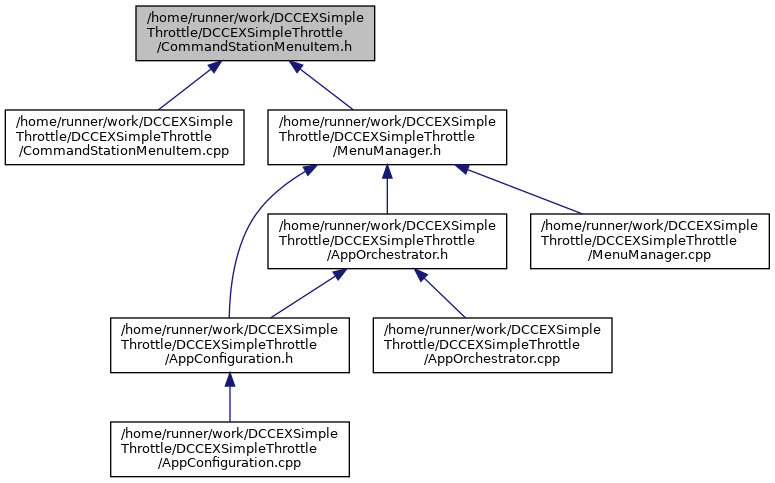 /home/runner/work/DCCEXSimple
Throttle/DCCEXSimpleThrottle
/CommandStationMenuItem.h
/home/runner/work/DCCEXSimple
Throttle/DCCEXSimpleThrottle
/CommandStationMenuItem.cpp
/home/runner/work/DCCEXSimple
Throttle/DCCEXSimpleThrottle
/MenuManager.h
/home/runner/work/DCCEXSimple
Throttle/DCCEXSimpleThrottle
/AppOrchestrator.h
/home/runner/work/DCCEXSimple
Throttle/DCCEXSimpleThrottle
/MenuManager.cpp
/home/runner/work/DCCEXSimple
Throttle/DCCEXSimpleThrottle
/AppConfiguration.h
/home/runner/work/DCCEXSimple
Throttle/DCCEXSimpleThrottle
/AppOrchestrator.cpp
/home/runner/work/DCCEXSimple
Throttle/DCCEXSimpleThrottle
/AppConfiguration.cpp